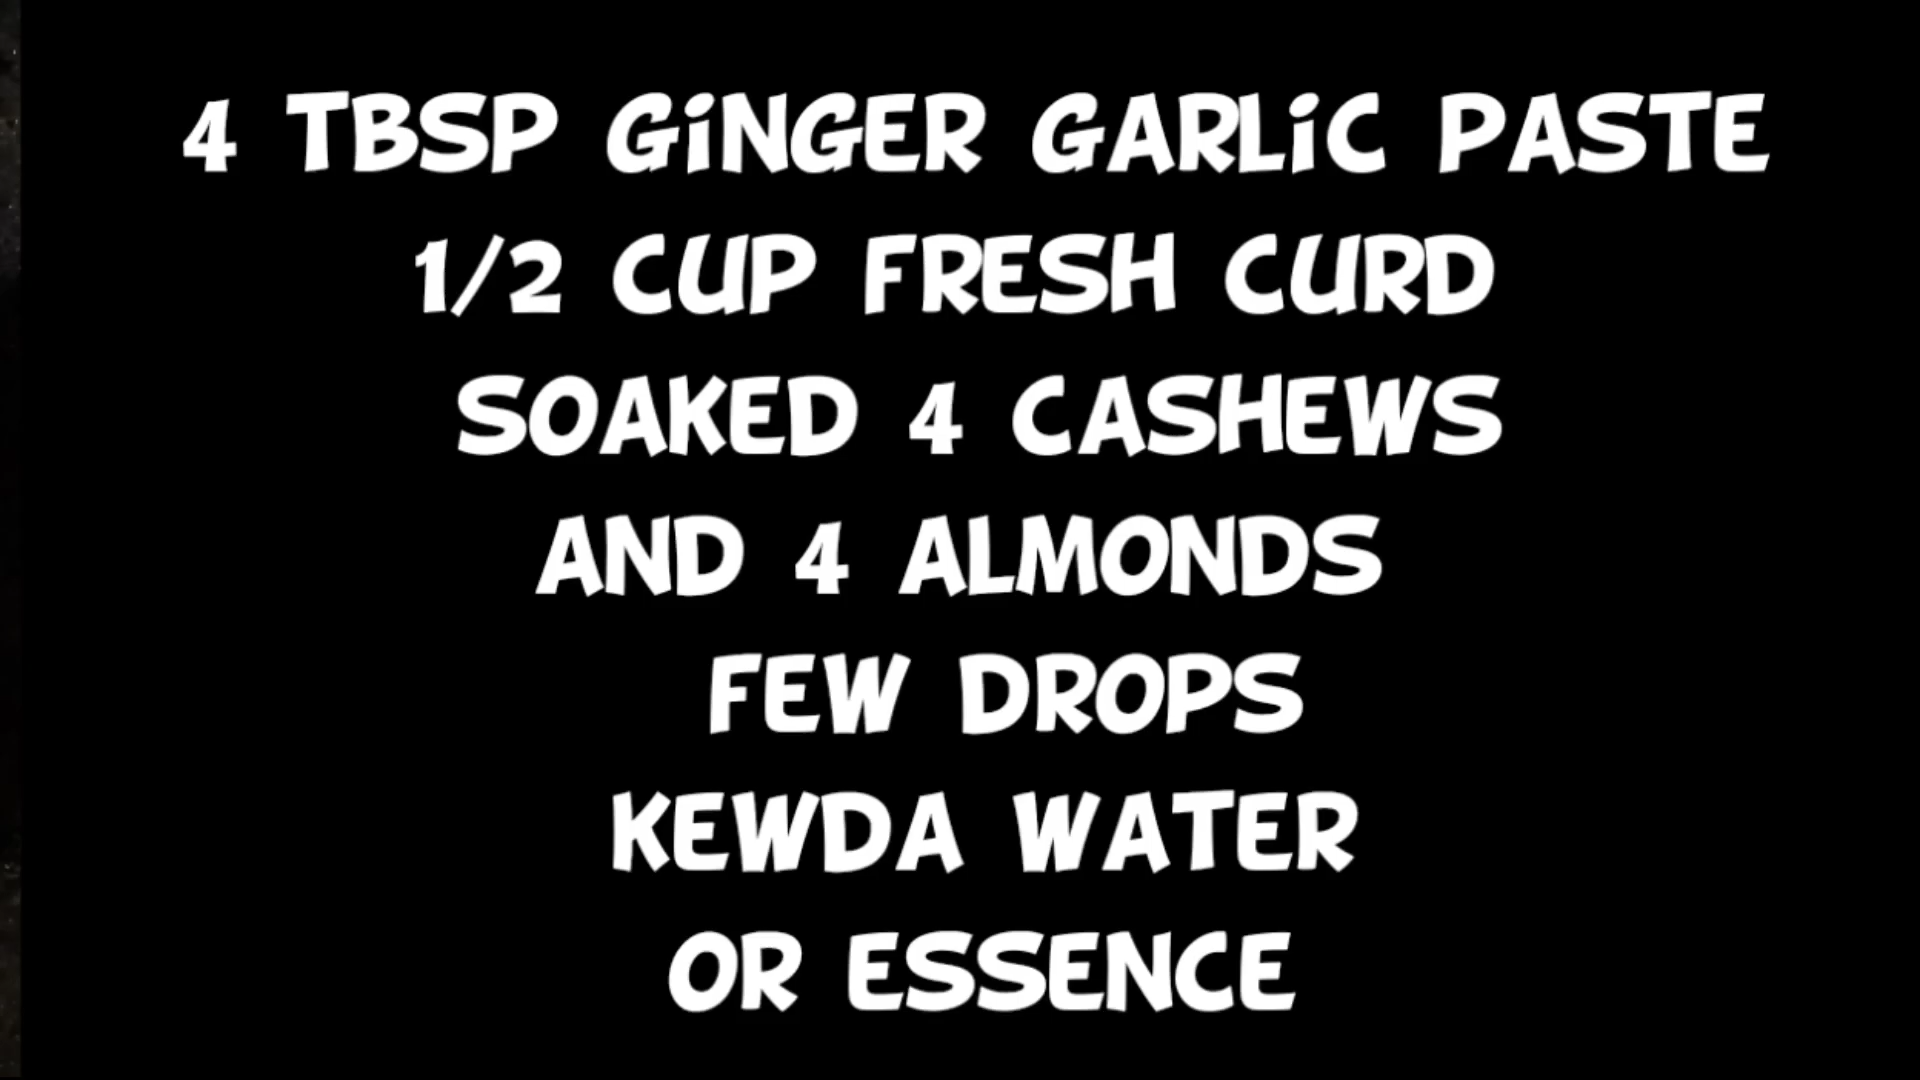 4 TBSP GINGER GARLIC PASTE
1/2 CUP FRESH CURD
SOAKED 4 CASHEWS
AND 4 ALMONDS
FEW DROPS
KEWDA WATER
OR ESSENCE